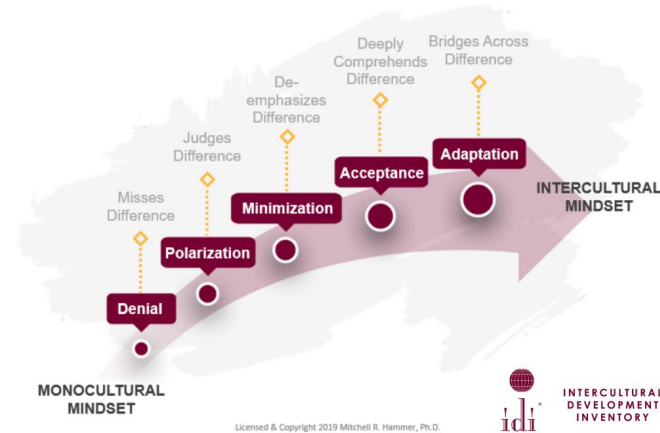 Deeply
Comprehends
Difference
Bridges Across
Difference
De-
emphasizes
Difference
Judges
Difference
Misses
Difference
Adaptation
Acceptance
Minimization
Polarization
Denial
INTERCULTURAL
MINDSET
MONOCULTURAL
MINDSET
idi
INTERCULTURAL
DEVELOPMENT
INVENTORY
Licensed & Copyright 2019 Mitchell R. Hammer, Ph.D.